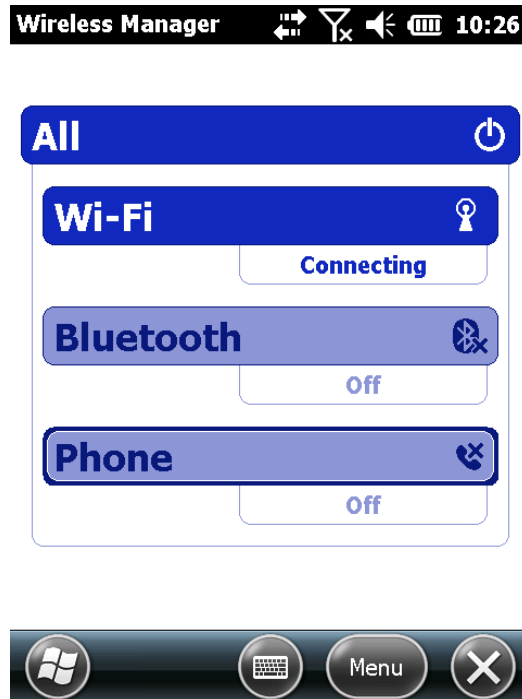 Wireless Manager 10:26
All
Wi-Fi
Connecting
Bluetooth
Off
Phone
Off
Menu